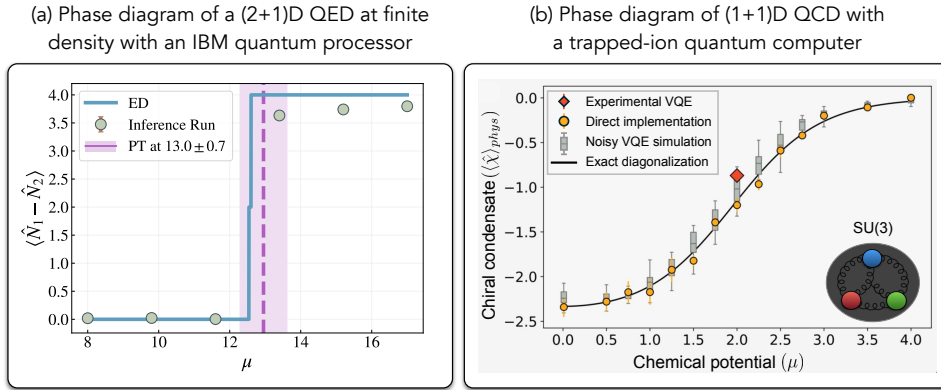 (a) Phase diagram of a (2+1)D QED at finite
density with an IBM quantum processor
4.0
3.5
3.0
2.5
2.0
1.5
1.0
0.5
0.0
⟨N̂₁ − N̂₂⟩
ED
Inference Run
PT at 13.0 ± 0.7
8 10 12 14 16
μ
(b) Phase diagram of (1+1)D QCD with
a trapped-ion quantum computer
0.0
−0.5
−1.0
−1.5
−2.0
−2.5
Chiral condensate (⟨χ̂⟩phys)
Experimental VQE
Direct implementation
Noisy VQE simulation
Exact diagonalization
SU(3)
0.0 0.5 1.0 1.5 2.0 2.5 3.0 3.5 4.0
Chemical potential (μ)